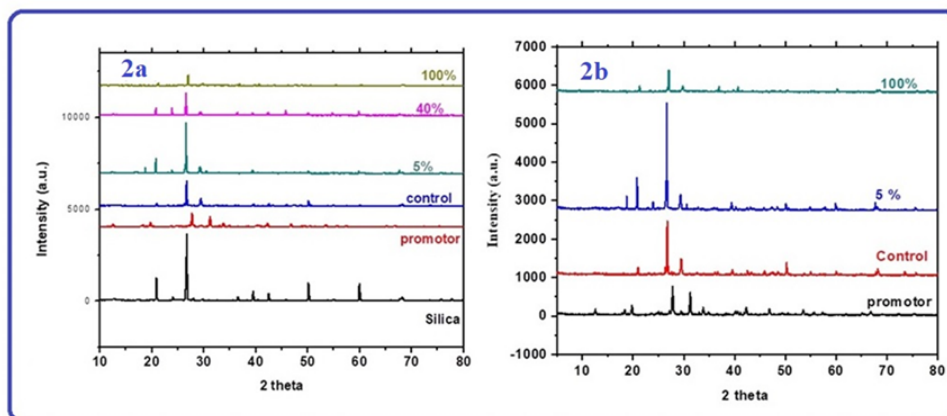 2a
100%
40%
5%
control
promotor
Silica
10000
5000
0
Intensity (a.u.)
10 20 30 40 50 60 70 80
2 theta
2b
7000
6000
5000
4000
3000
2000
1000
0
-1000
100%
5 %
Control
promotor
Intensity (a.u.)
10 20 30 40 50 60 70 80
2 theta